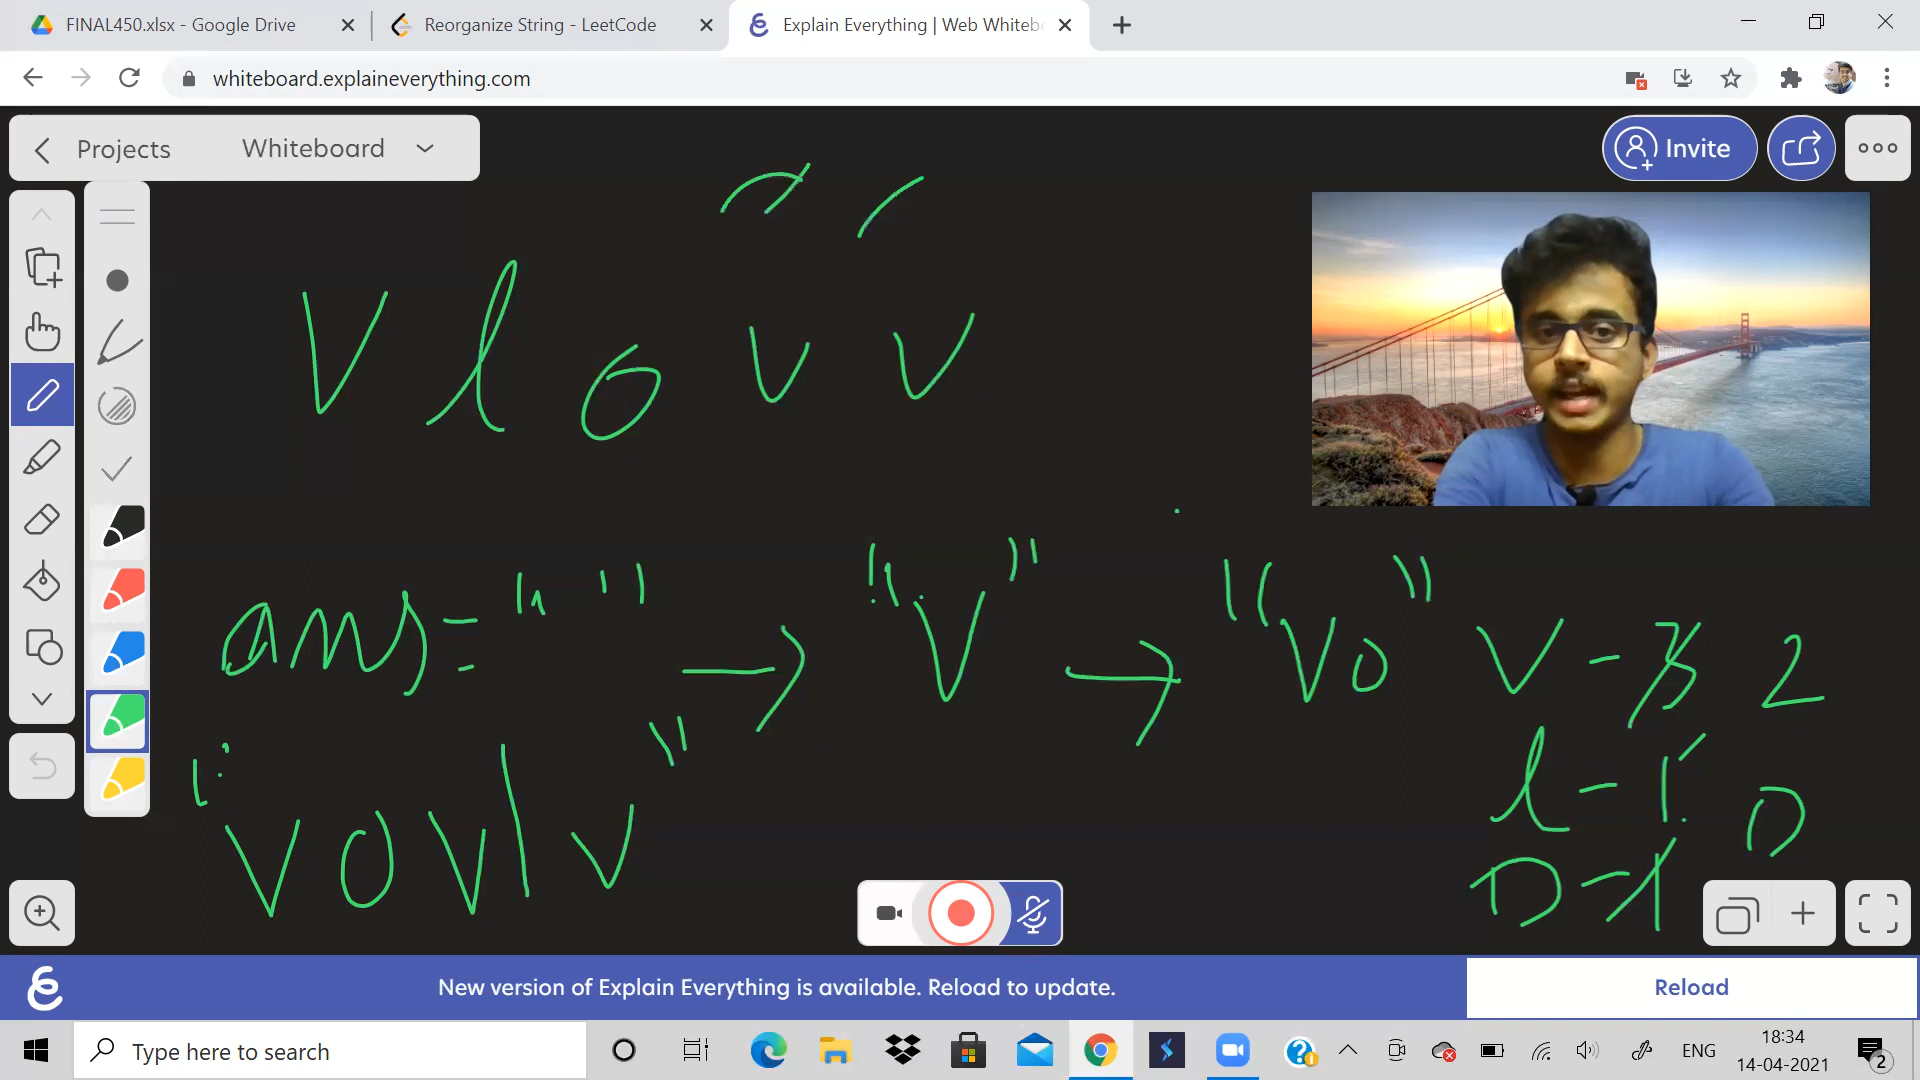 FINAL450.xlsx - Google Drive
Reorganize String - LeetCode
Explain Everything | Web Whiteb
whiteboard.explaineverything.com
Projects
Whiteboard
Invite
V l o v v
ans = " " → "V" → "Vo" V - 3 2
l - 1 0
"V O V l V"
O - 1
New version of Explain Everything is available. Reload to update.
Reload
Type here to search
ENG
18:34
14-04-2021
2